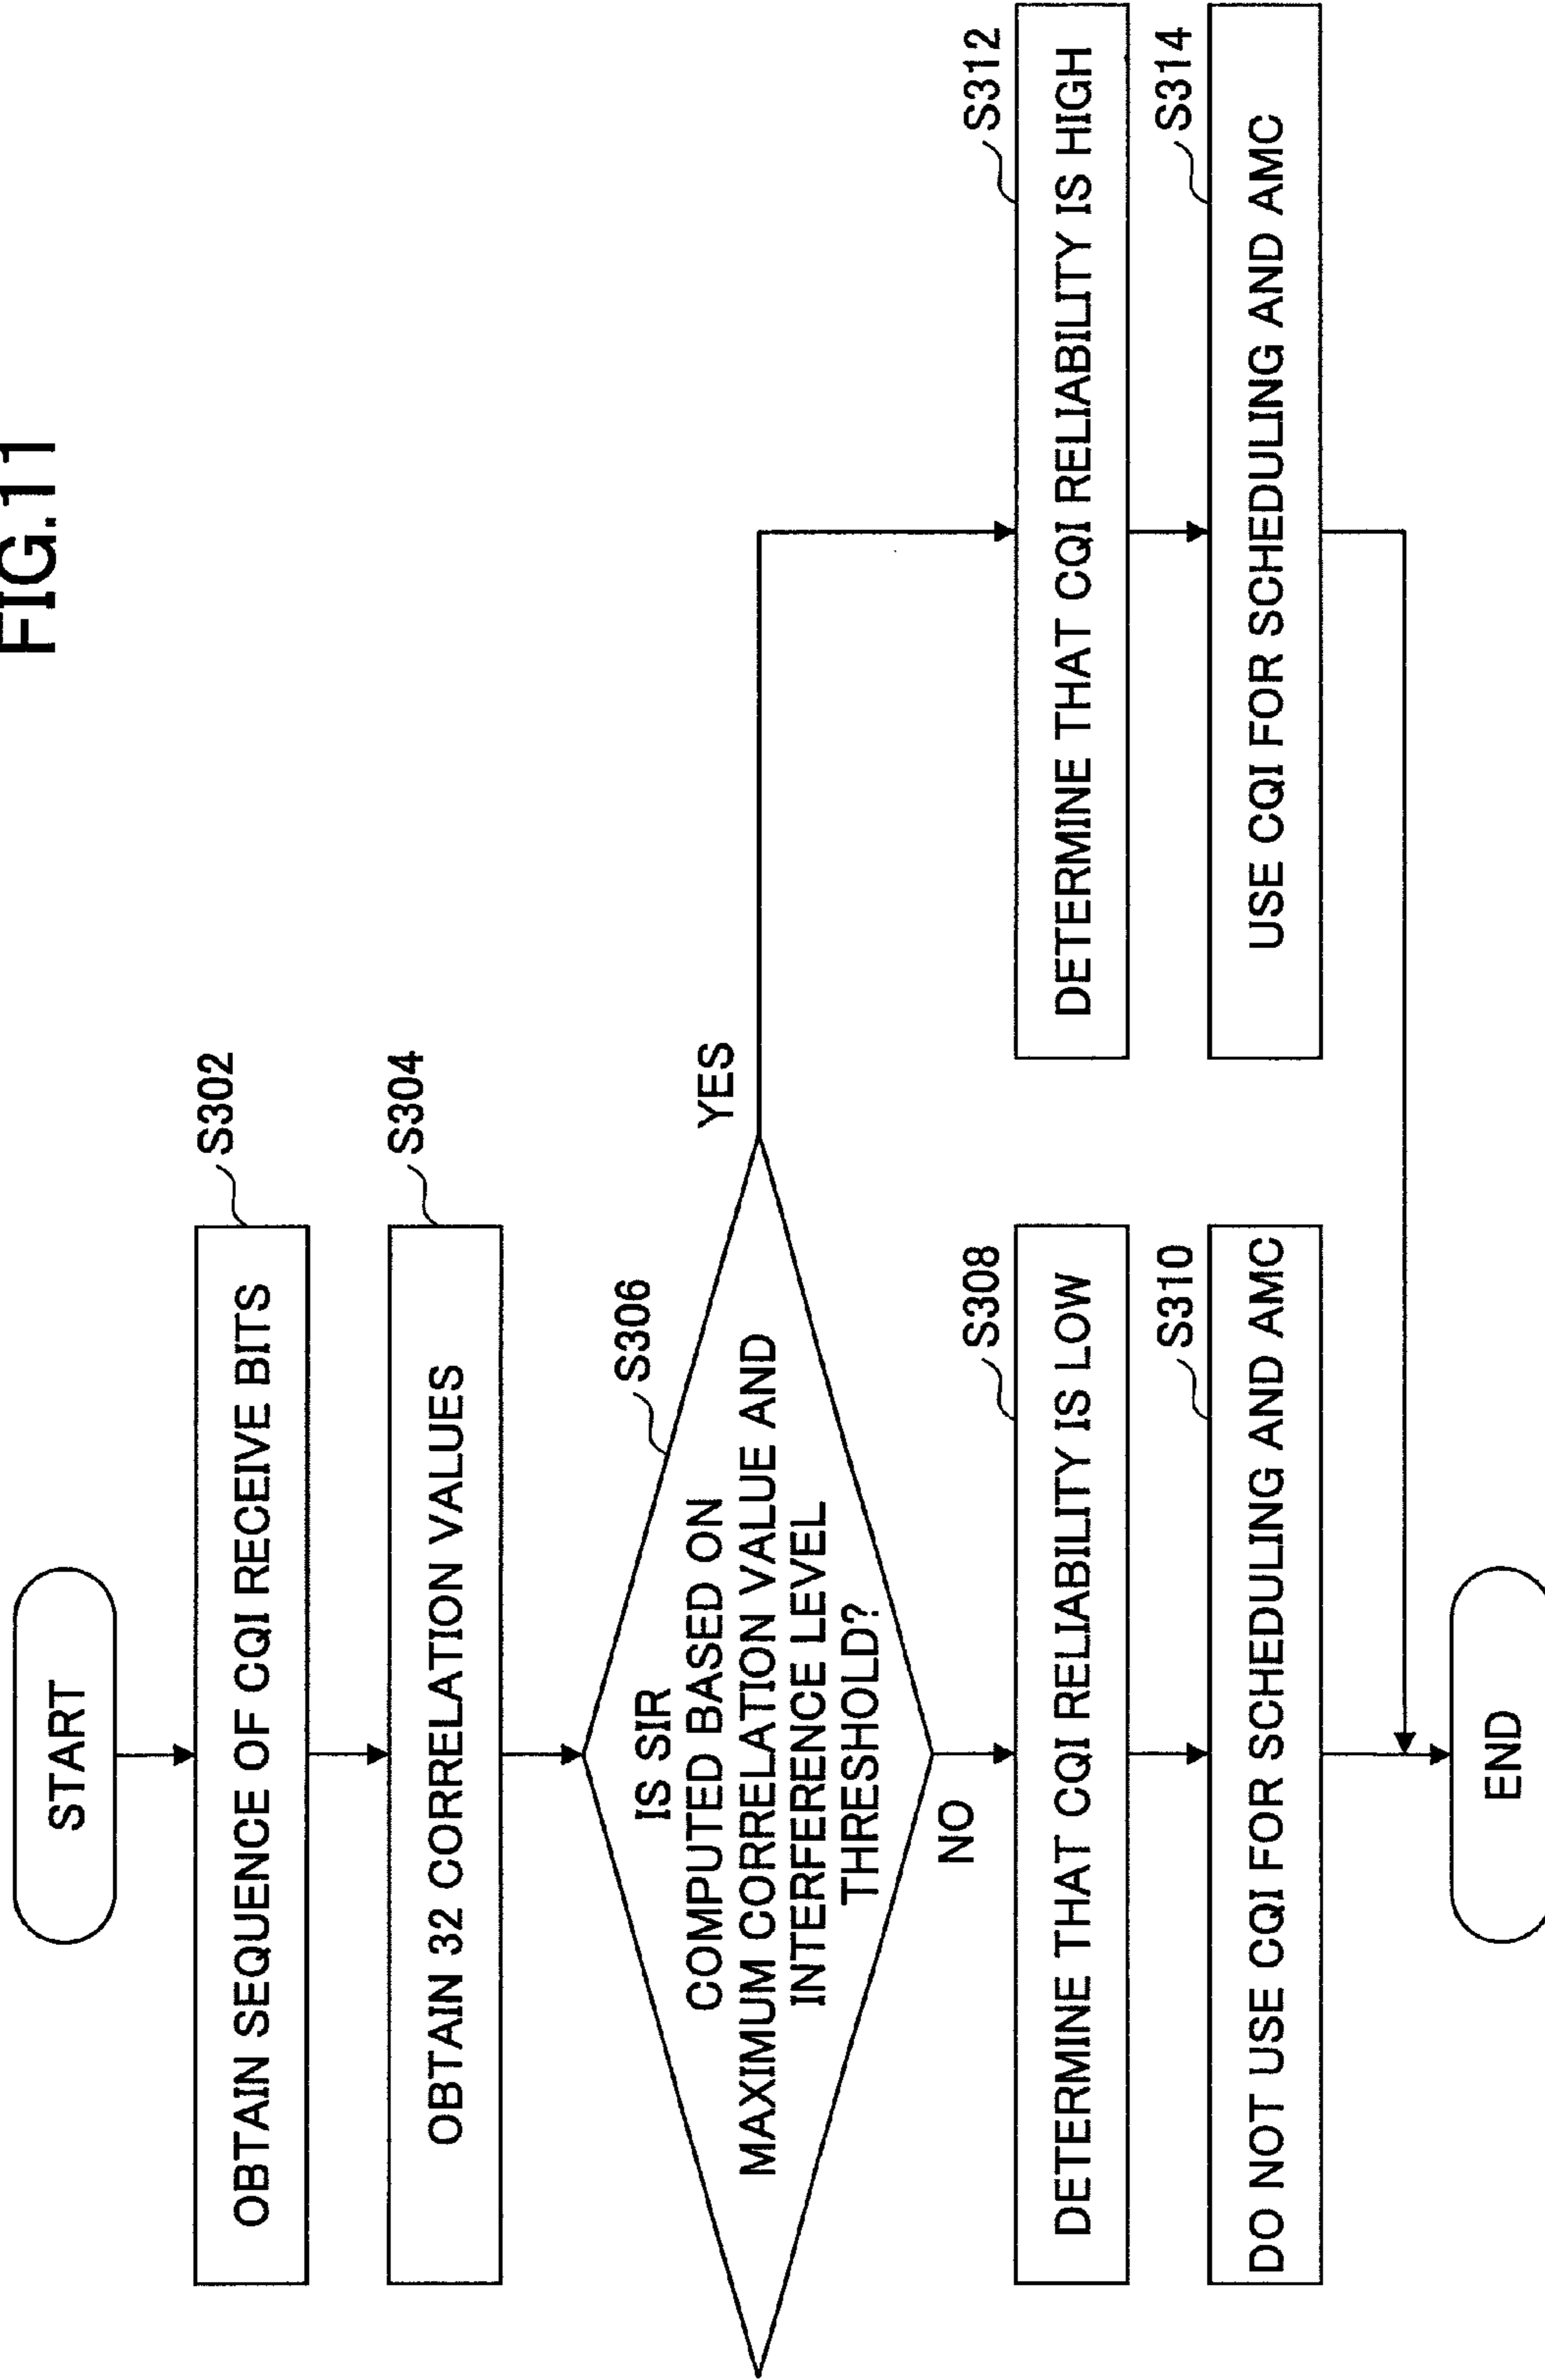 FIG.11
START
S302
OBTAIN SEQUENCE OF CQI RECEIVE BITS
S304
OBTAIN 32 CORRELATION VALUES
S306
IS SIR
COMPUTED BASED ON
MAXIMUM CORRELATION VALUE AND
INTERFERENCE LEVEL
THRESHOLD?
YES
NO
S308
DETERMINE THAT CQI RELIABILITY IS LOW
S310
DO NOT USE CQI FOR SCHEDULING AND AMC
S312
DETERMINE THAT CQI RELIABILITY IS HIGH
S314
USE CQI FOR SCHEDULING AND AMC
END